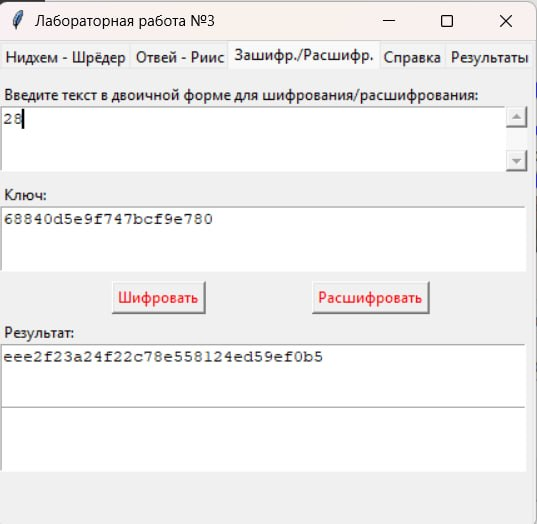 Лабораторная работа №3
Нидхем - Шрёдер Отвей - Риис Зашифр./Расшифр. Справка Результаты
Введите текст в двоичной форме для шифрования/расшифрования:
28
Ключ:
68840d5e9f747bcf9e780
Шифровать Расшифровать
Результат:
eee2f23a24f22c78e558124ed59ef0b5